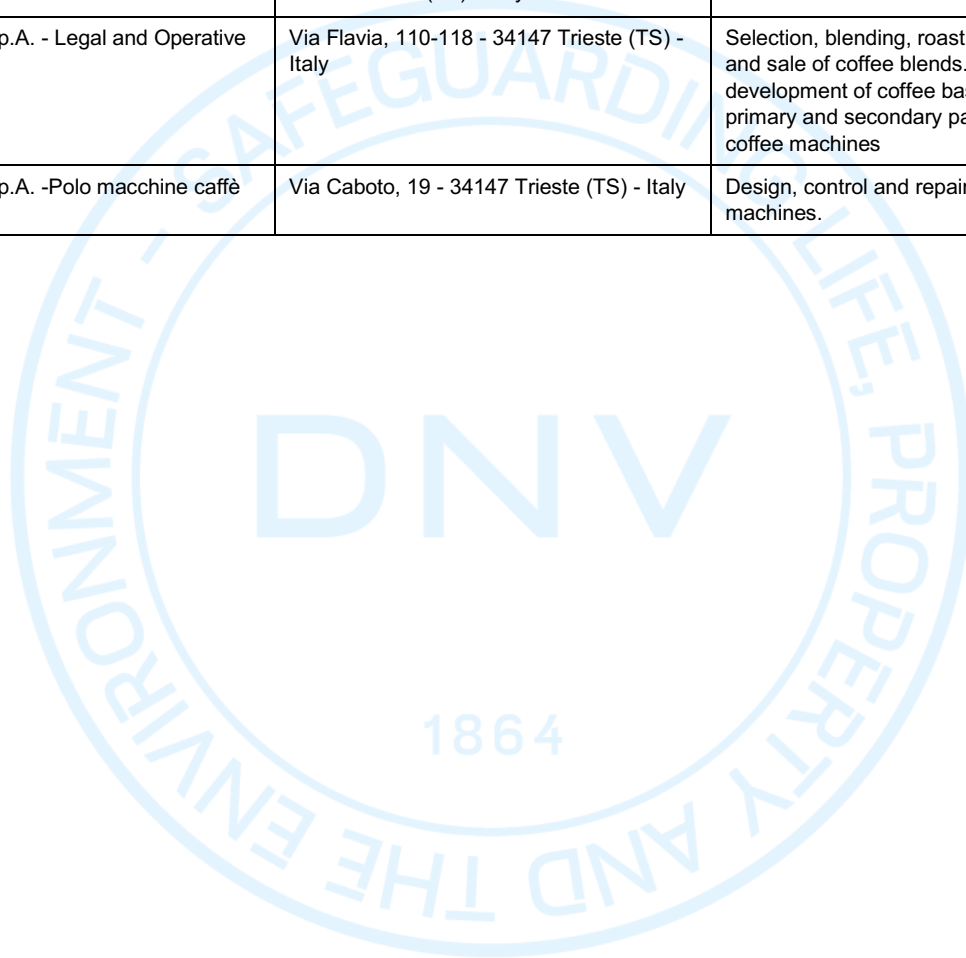 p.A. - Legal and Operative
Via Flavia, 110-118 - 34147 Trieste (TS) -
Italy
Selection, blending, roast
and sale of coffee blends.
development of coffee bas
primary and secondary pa
coffee machines
p.A. -Polo macchine caffè
Via Caboto, 19 - 34147 Trieste (TS) - Italy
Design, control and repair
machines.
SAFEGUARDING LIFE, PROPERTY AND THE ENVIRONMENT -
DNV
1864